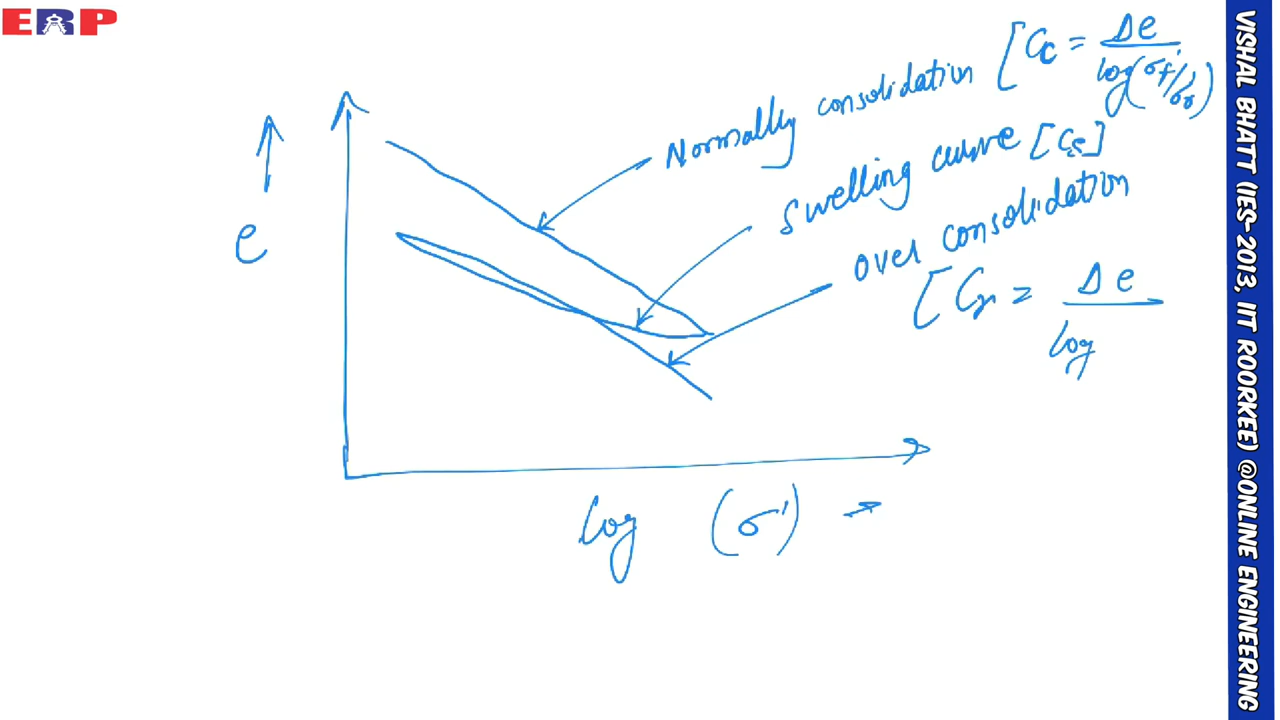 ERP
Normally consolidation [Cc = Δe / log(σf'/σo')
Swelling curve [Cs]
over consolidation
[Cr = Δe / log
e
log (σ') →
VISHAL BHATT (IES-2013, IIT ROORKEE) @ONLINE ENGINEERING